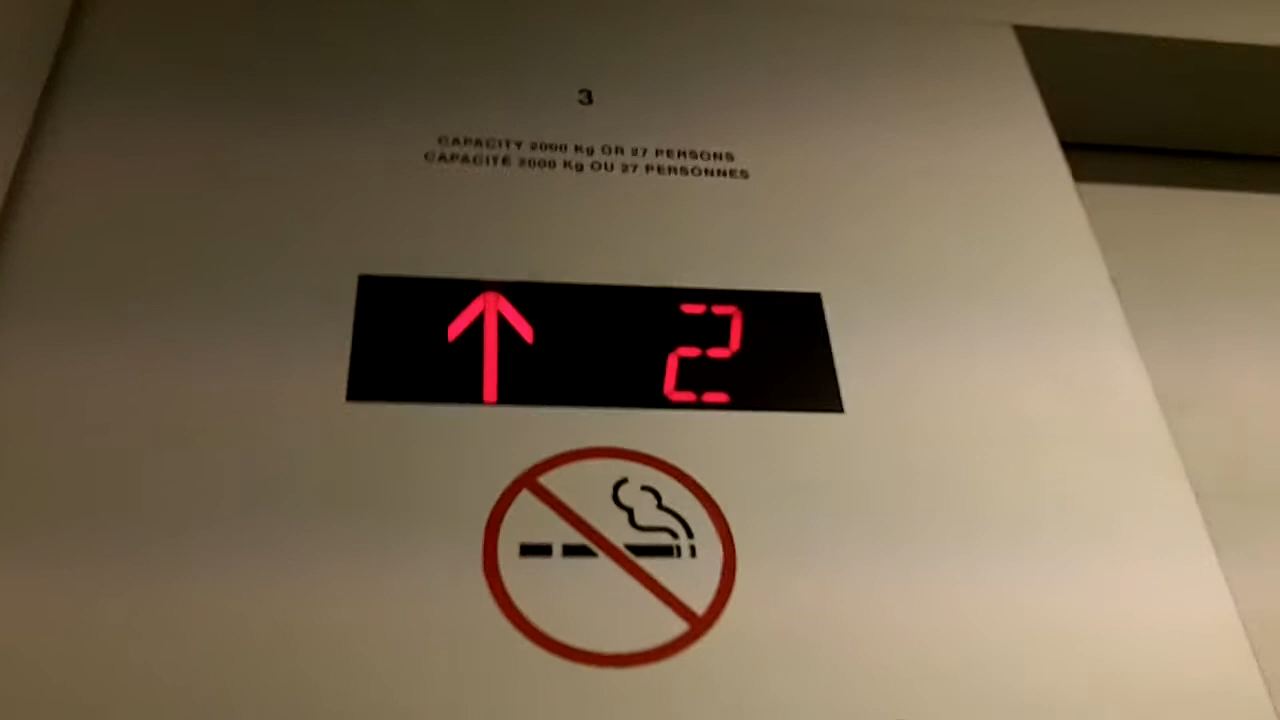 3
CAPACITY 2000 Kg OR 27 PERSONS
CAPACITÉ 2000 Kg OU 27 PERSONNES
↑ 2